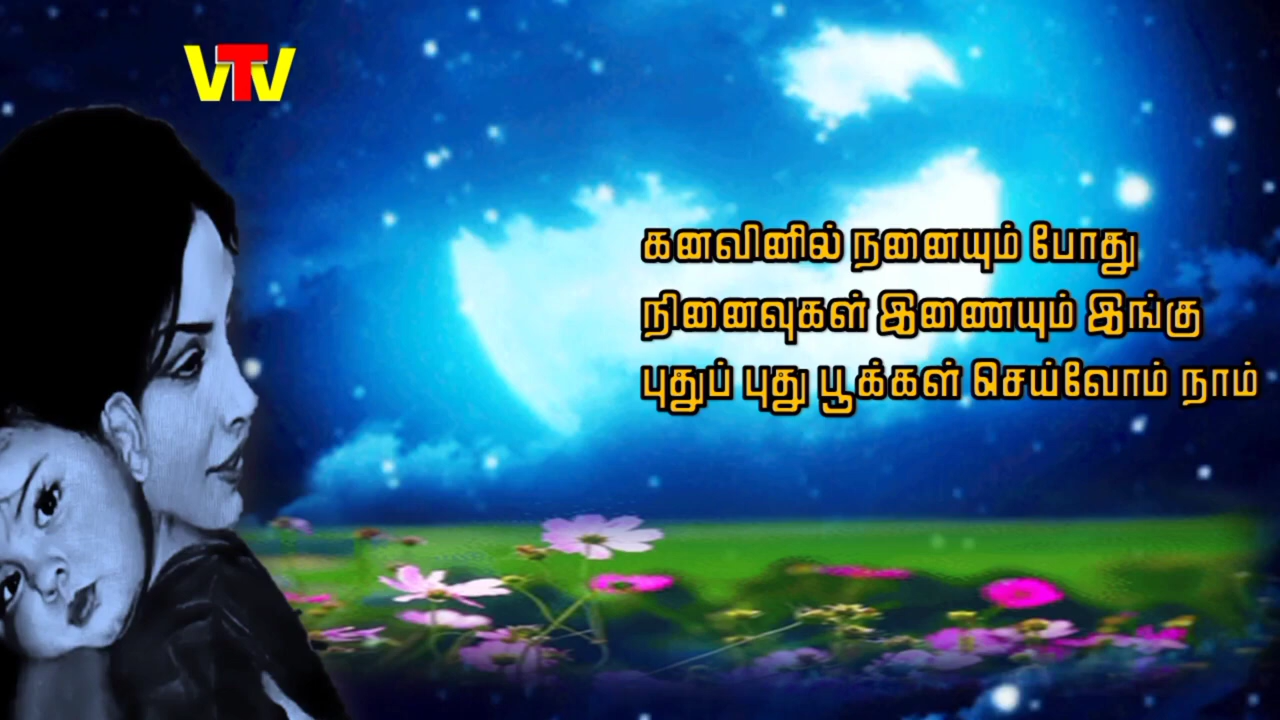 VTV
கனவினில் நனையும் போது
நினைவுகள் இணையும் இங்கு
புதுப் புது பூக்கள் செய்வோம் நாம்